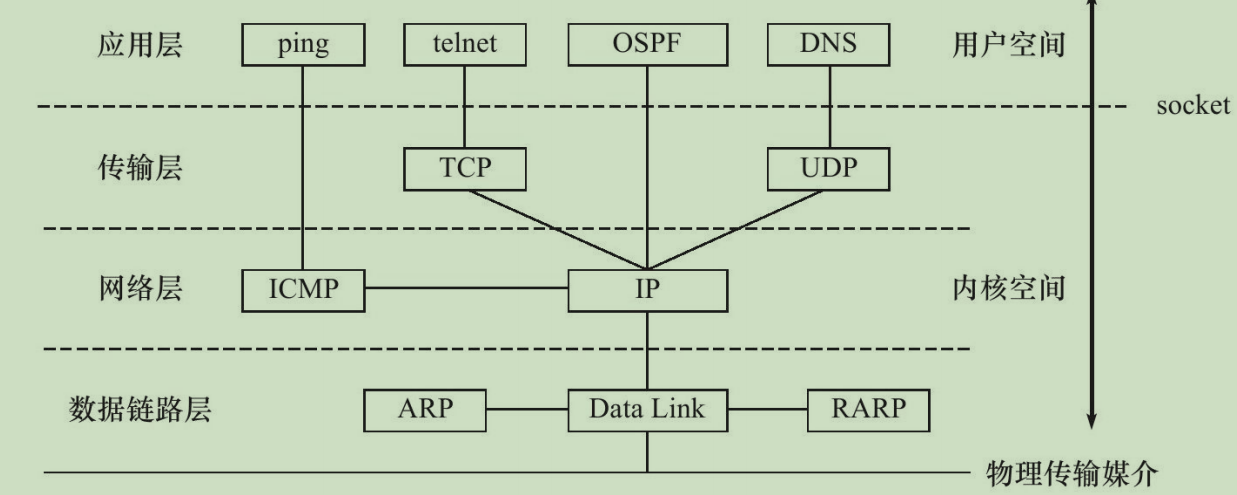 应用层 ping telnet OSPF DNS 用户空间
socket
传输层 TCP UDP
网络层 ICMP IP 内核空间
数据链路层 ARP Data Link RARP
物理传输媒介